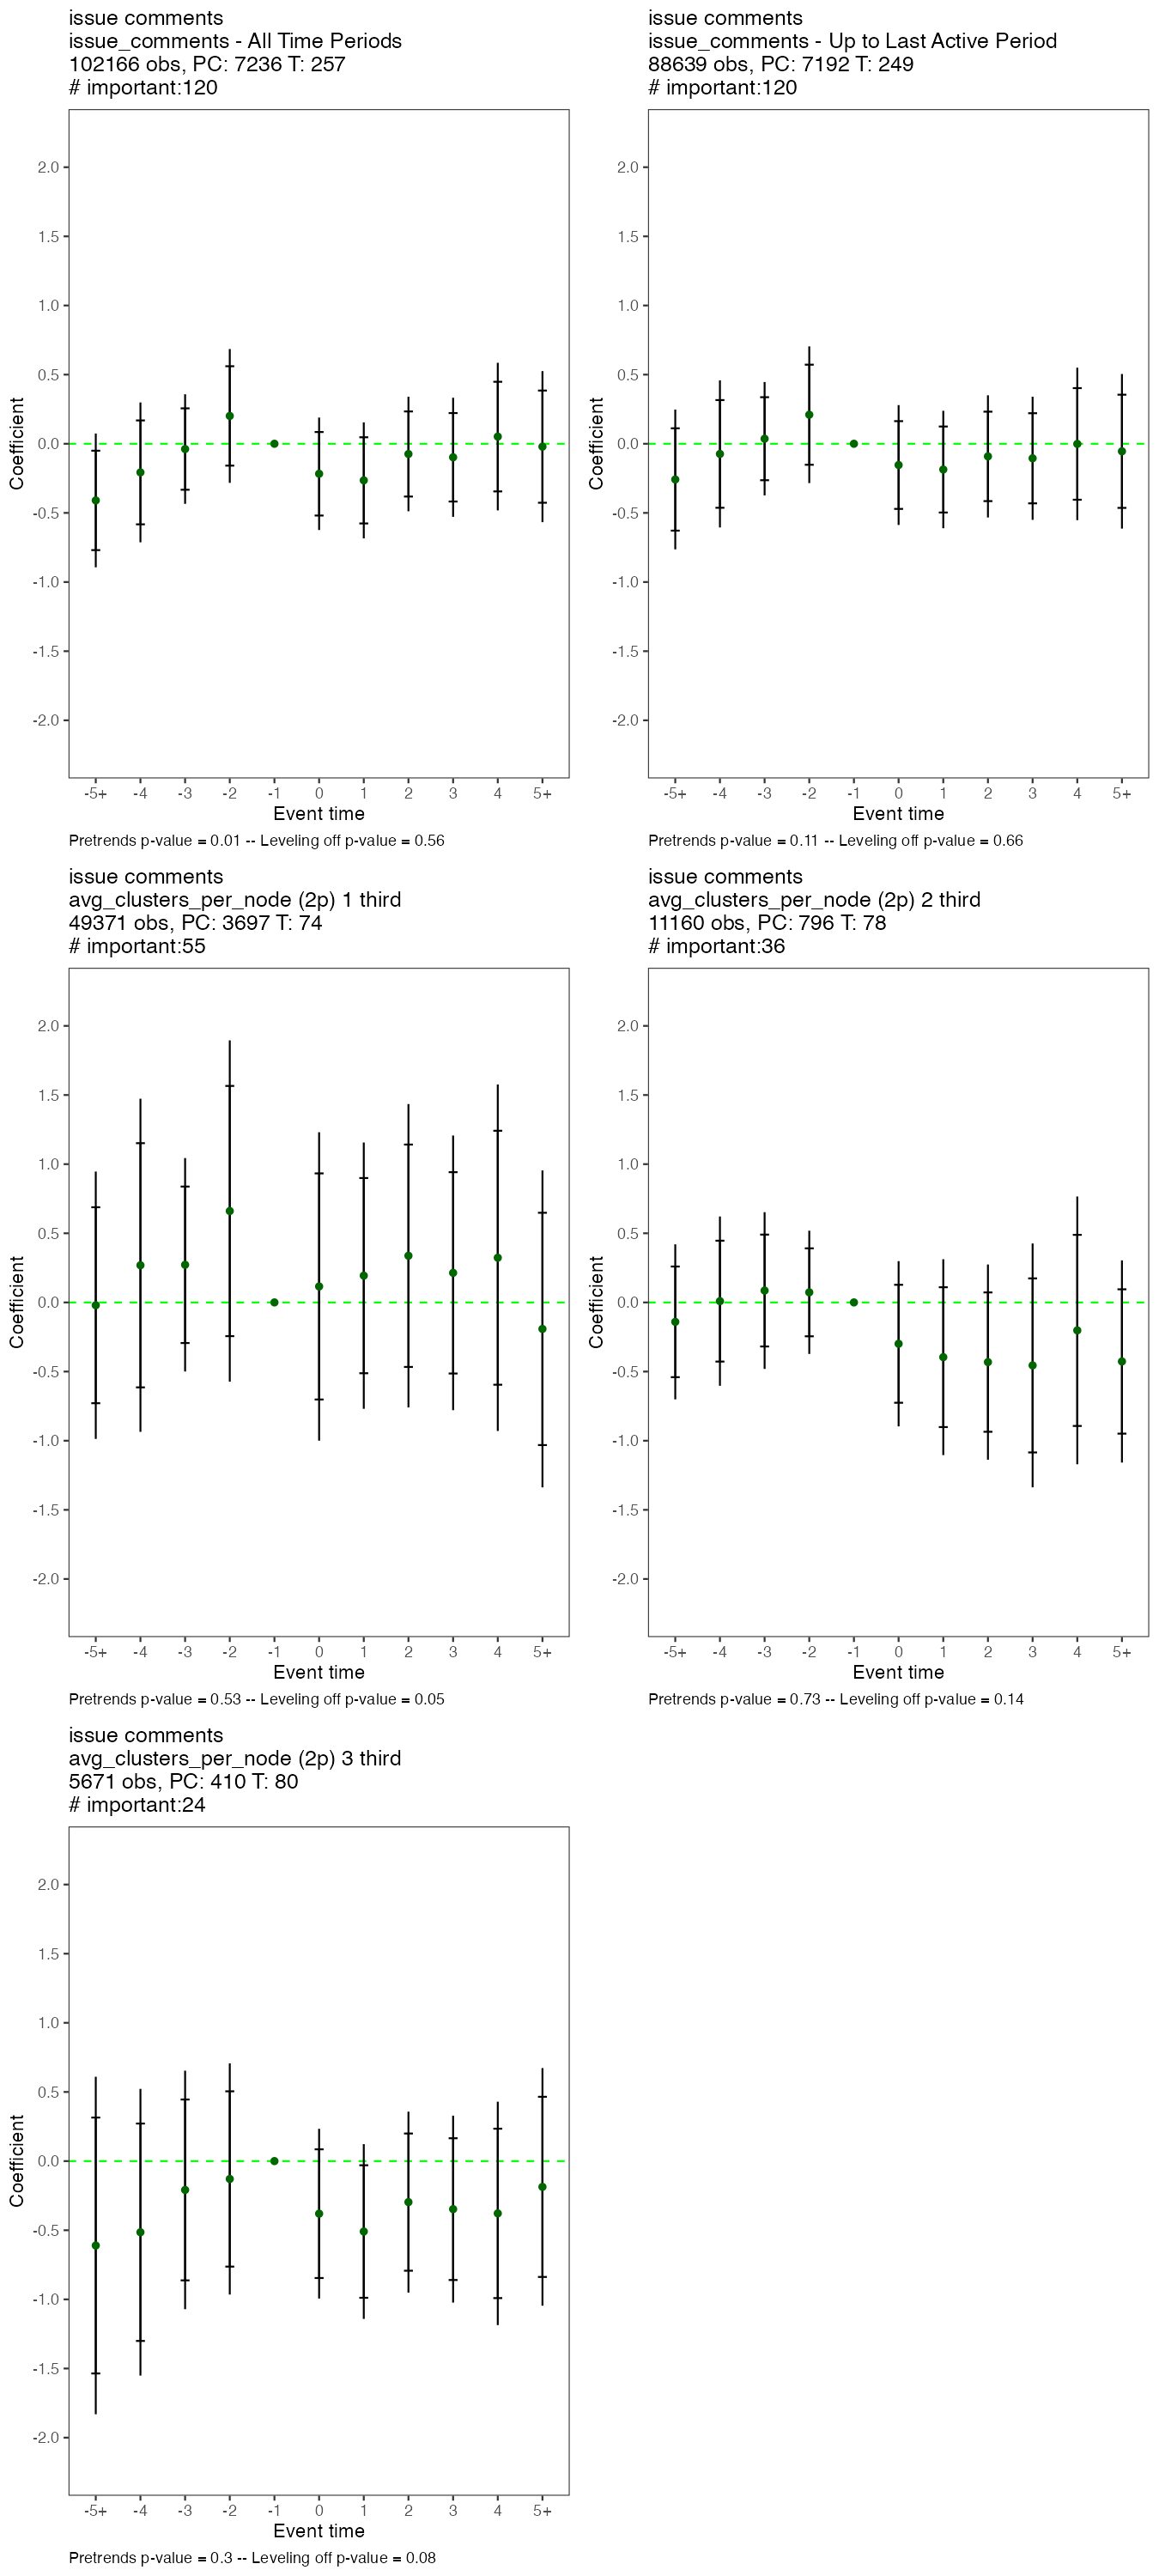 issue comments
issue_comments - All Time Periods
102166 obs, PC: 7236 T: 257
# important:120
2.0
1.5
1.0
0.5
0.0
-0.5
-1.0
-1.5
-2.0
Coefficient
-5+ -4 -3 -2 -1 0 1 2 3 4 5+
Event time
Pretrends p-value = 0.01 -- Leveling off p-value = 0.56
issue comments
issue_comments - Up to Last Active Period
88639 obs, PC: 7192 T: 249
# important:120
2.0
1.5
1.0
0.5
0.0
-0.5
-1.0
-1.5
-2.0
Coefficient
-5+ -4 -3 -2 -1 0 1 2 3 4 5+
Event time
Pretrends p-value = 0.11 -- Leveling off p-value = 0.66
issue comments
avg_clusters_per_node (2p) 1 third
49371 obs, PC: 3697 T: 74
# important:55
2.0
1.5
1.0
0.5
0.0
-0.5
-1.0
-1.5
-2.0
Coefficient
-5+ -4 -3 -2 -1 0 1 2 3 4 5+
Event time
Pretrends p-value = 0.53 -- Leveling off p-value = 0.05
issue comments
avg_clusters_per_node (2p) 2 third
11160 obs, PC: 796 T: 78
# important:36
2.0
1.5
1.0
0.5
0.0
-0.5
-1.0
-1.5
-2.0
Coefficient
-5+ -4 -3 -2 -1 0 1 2 3 4 5+
Event time
Pretrends p-value = 0.73 -- Leveling off p-value = 0.14
issue comments
avg_clusters_per_node (2p) 3 third
5671 obs, PC: 410 T: 80
# important:24
2.0
1.5
1.0
0.5
0.0
-0.5
-1.0
-1.5
-2.0
Coefficient
-5+ -4 -3 -2 -1 0 1 2 3 4 5+
Event time
Pretrends p-value = 0.3 -- Leveling off p-value = 0.08